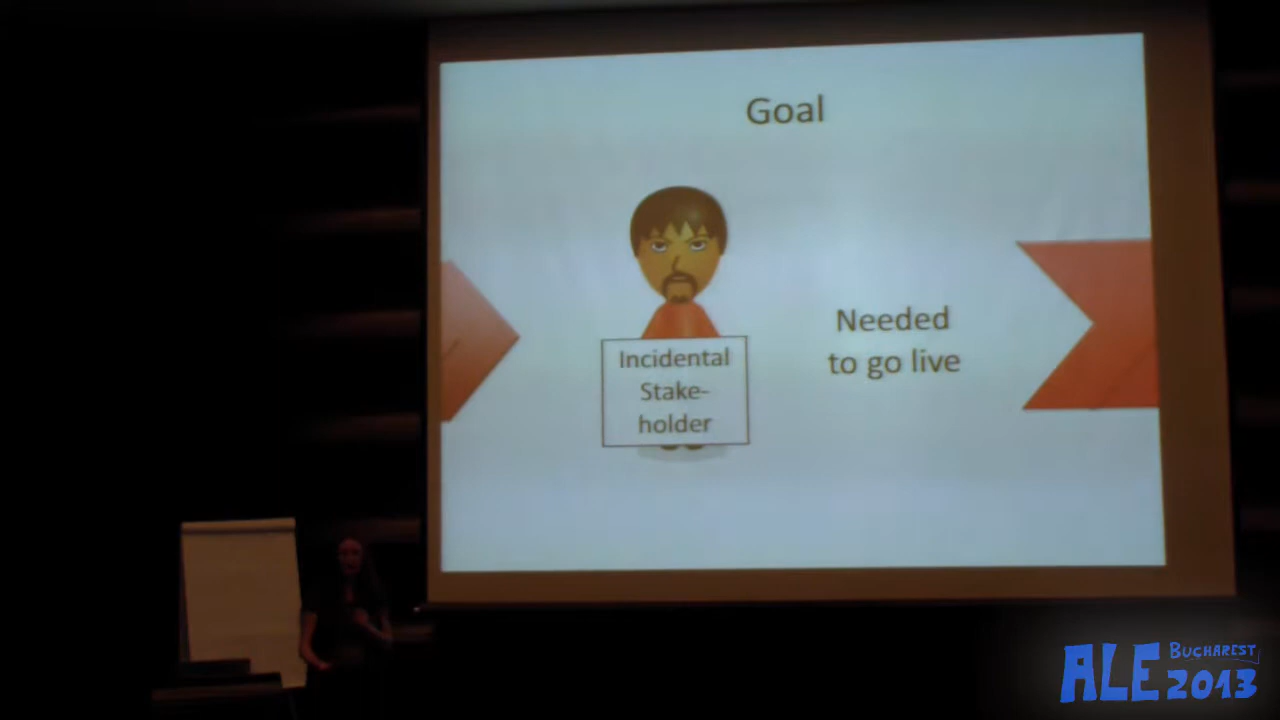 Goal
Incidental
Stake-
holder
Needed
to go live
ALE BUCHAREST
2013